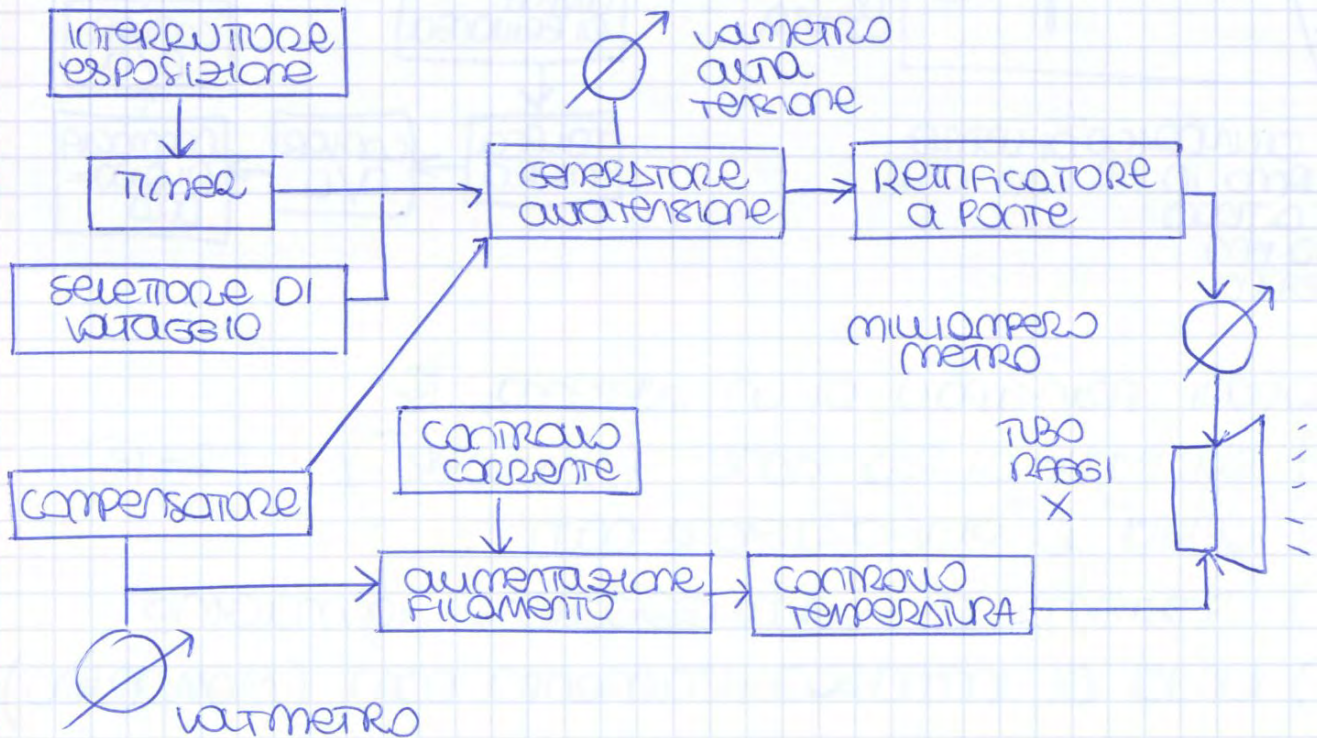 INTERRUTTORE
ESPOSIZIONE
VOLMETRO
ALTA
TENSIONE
TIMER
GENERATORE
ALTATENSIONE
RETTIFICATORE
A PONTE
SELETTORE DI
VOLTAGGIO
MILLIAMPERO
METRO
CONTROLLO
CORRENTE
TUBO
RAGGI
X
COMPENSATORE
ALIMENTAZIONE
FILAMENTO
CONTROLLO
TEMPERATURA
VOLTMETRO